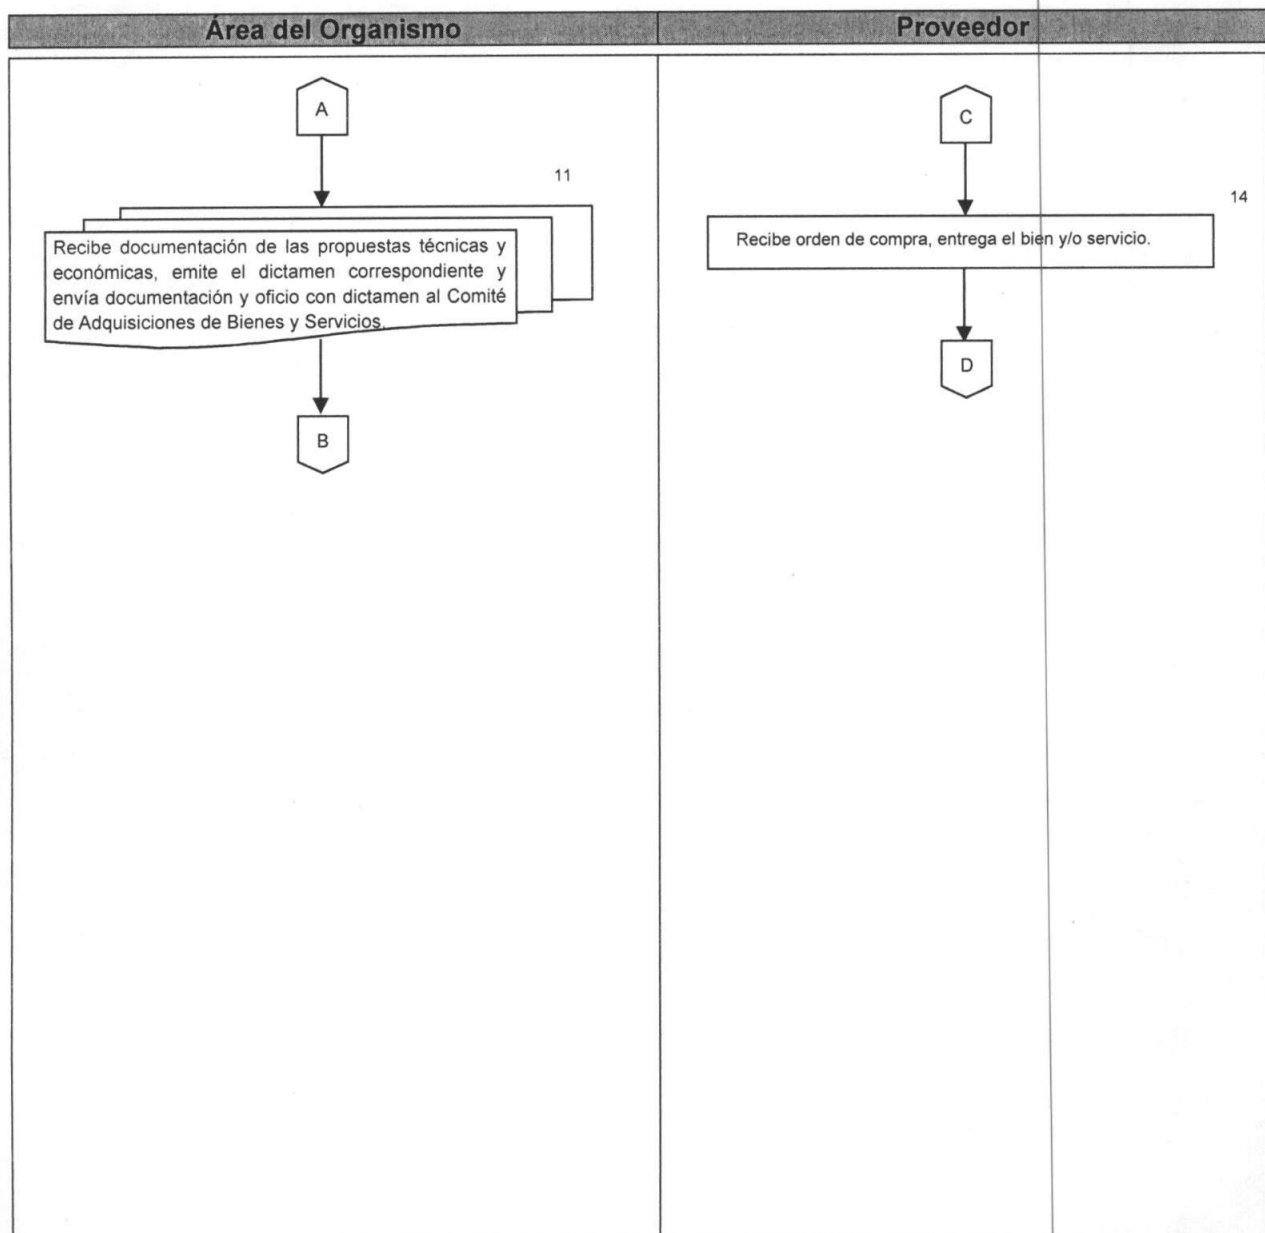 Área del Organismo
Proveedor
A
11
Recibe documentación de las propuestas técnicas y
económicas, emite el dictamen correspondiente y
envía documentación y oficio con dictamen al Comité
de Adquisiciones de Bienes y Servicios.
B
C
14
Recibe orden de compra, entrega el bien y/o servicio.
D